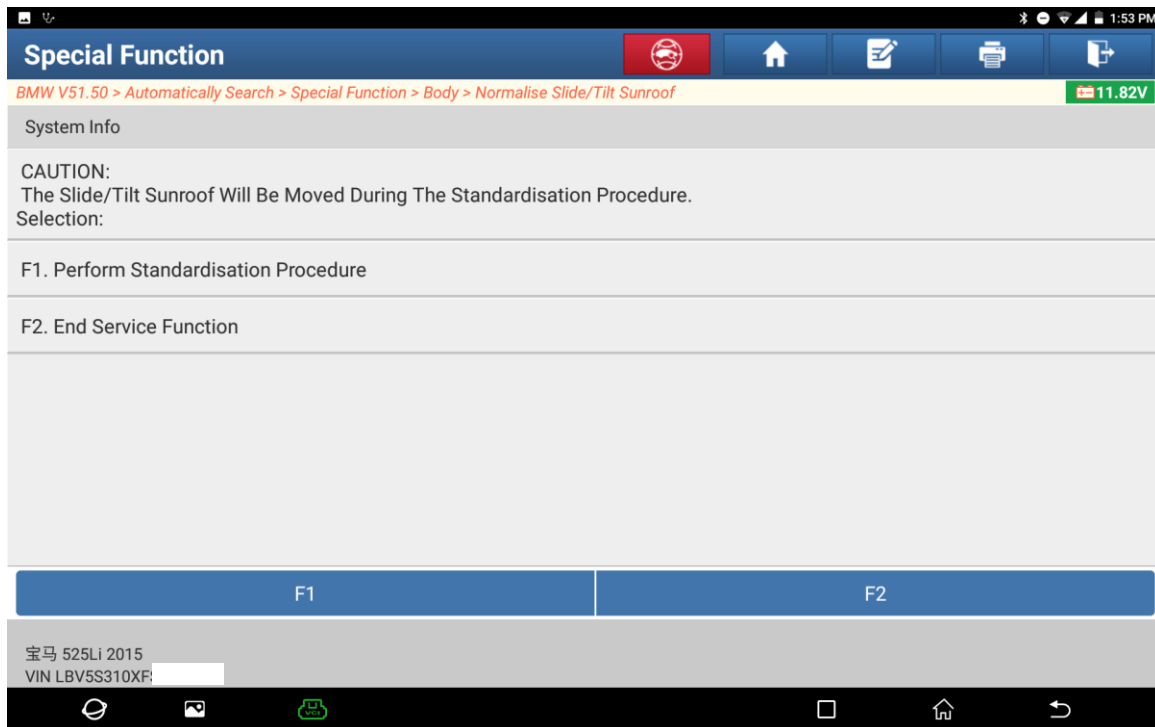 1:53 PM
Special Function
BMW V51.50 > Automatically Search > Special Function > Body > Normalise Slide/Tilt Sunroof
11.82V
System Info
CAUTION:
The Slide/Tilt Sunroof Will Be Moved During The Standardisation Procedure.
Selection:
F1. Perform Standardisation Procedure
F2. End Service Function
F1
F2
宝马 525Li 2015
VIN LBV5S310XF
VCI